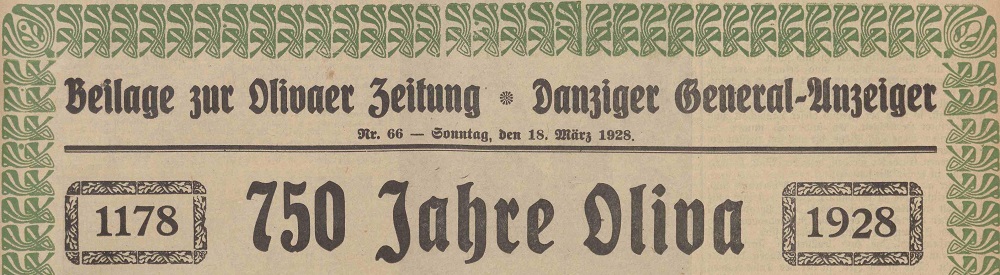 Beilage zur Olivaer Zeitung * Danziger General-Anzeiger
Nr. 66 — Sonntag, den 18. März 1928.
1178 750 Jahre Oliva 1928